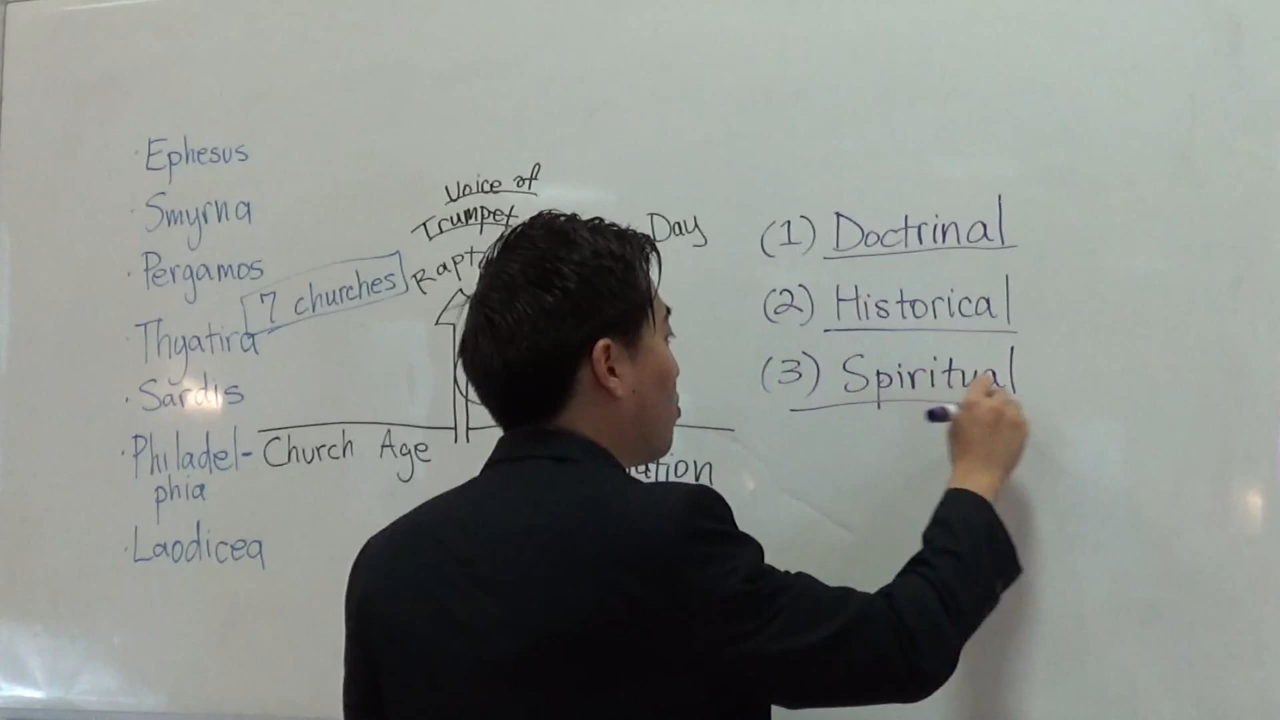 · Ephesus
· Smyrna
· Pergamos
· Thyatira
· Sardis
· Philadel-
phia
· Laodicea
7 churches
Voice of
Trumpet
Day
Church Age
(1) Doctrinal
(2) Historical
(3) Spiritual